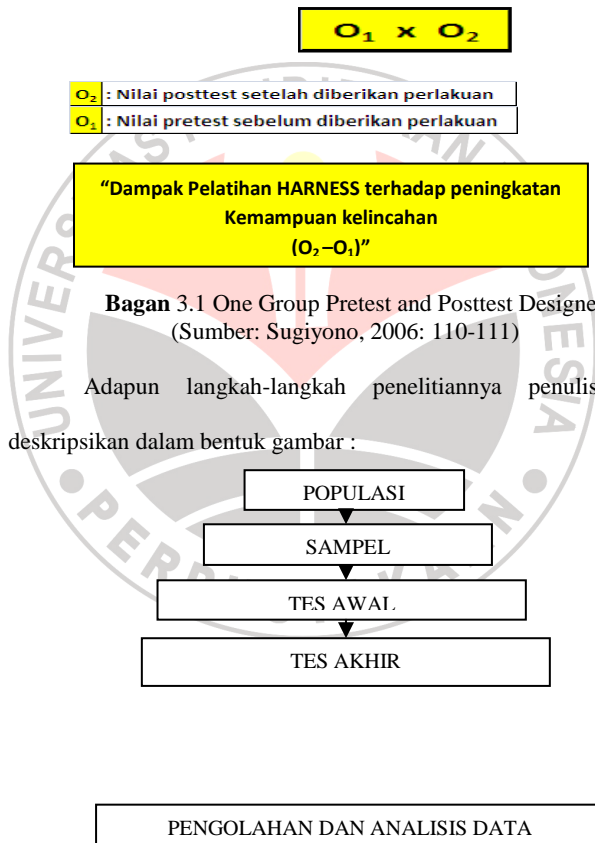 O₁ x O₂
O₂ : Nilai posttest setelah diberikan perlakuan
O₁ : Nilai pretest sebelum diberikan perlakuan
“Dampak Pelatihan HARNESS terhadap peningkatan
Kemampuan kelincahan
(O₂ –O₁)”
Bagan 3.1 One Group Pretest and Posttest Designe
(Sumber: Sugiyono, 2006: 110-111)
Adapun langkah-langkah penelitiannya penulis
deskripsikan dalam bentuk gambar :
POPULASI
SAMPEL
TES AWAL
TES AKHIR
PENGOLAHAN DAN ANALISIS DATA